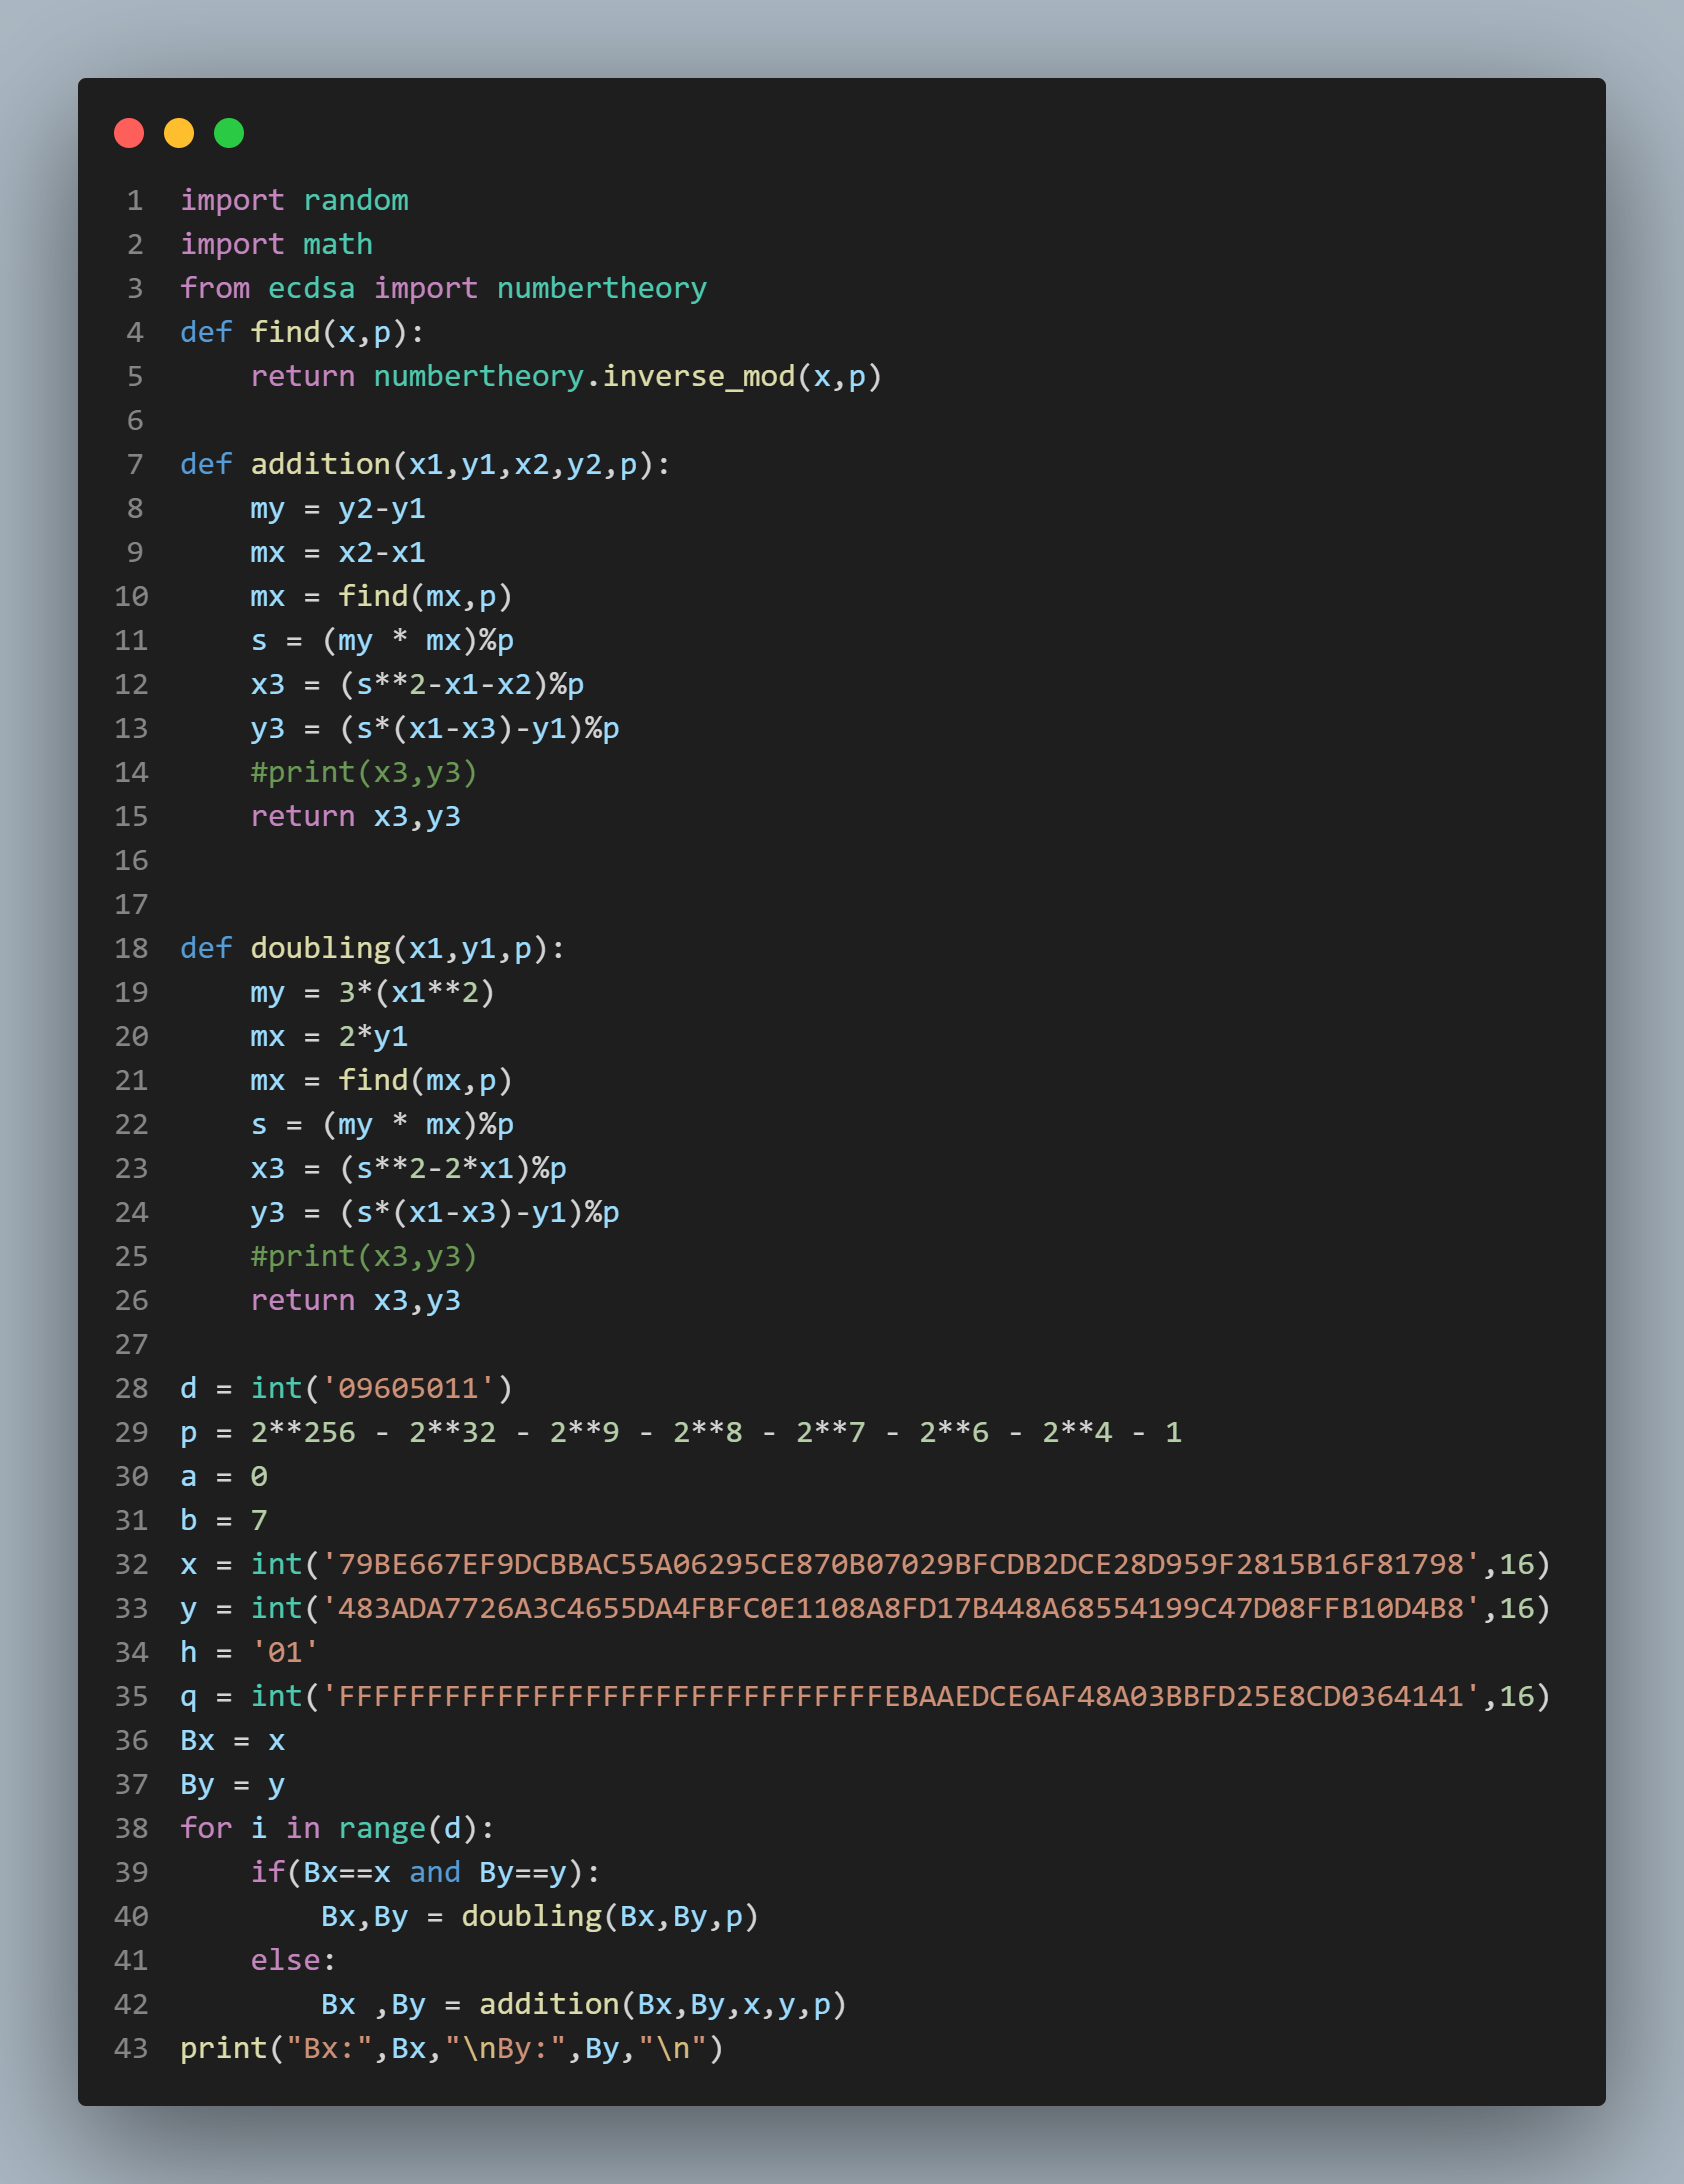 1 import random
2 import math
3 from ecdsa import numbertheory
4 def find(x,p):
5     return numbertheory.inverse_mod(x,p)
6
7 def addition(x1,y1,x2,y2,p):
8     my = y2-y1
9     mx = x2-x1
10     mx = find(mx,p)
11     s = (my * mx)%p
12     x3 = (s**2-x1-x2)%p
13     y3 = (s*(x1-x3)-y1)%p
14     #print(x3,y3)
15     return x3,y3
16
17
18 def doubling(x1,y1,p):
19     my = 3*(x1**2)
20     mx = 2*y1
21     mx = find(mx,p)
22     s = (my * mx)%p
23     x3 = (s**2-2*x1)%p
24     y3 = (s*(x1-x3)-y1)%p
25     #print(x3,y3)
26     return x3,y3
27
28 d = int('09605011')
29 p = 2**256 - 2**32 - 2**9 - 2**8 - 2**7 - 2**6 - 2**4 - 1
30 a = 0
31 b = 7
32 x = int('79BE667EF9DCBBAC55A06295CE870B07029BFCDB2DCE28D959F2815B16F81798',16)
33 y = int('483ADA7726A3C4655DA4FBFC0E1108A8FD17B448A68554199C47D08FFB10D4B8',16)
34 h = '01'
35 q = int('FFFFFFFFFFFFFFFFFFFFFFFFFFFFFFFEBAAEDCE6AF48A03BBFD25E8CD0364141',16)
36 Bx = x
37 By = y
38 for i in range(d):
39     if(Bx==x and By==y):
40         Bx,By = doubling(Bx,By,p)
41     else:
42         Bx ,By = addition(Bx,By,x,y,p)
43 print("Bx:",Bx,"\nBy:",By,"\n")